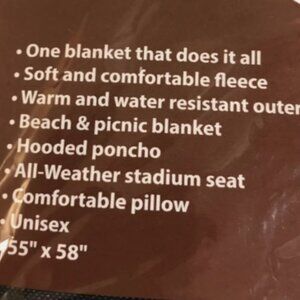 • One blanket that does it all
• Soft and comfortable fleece
• Warm and water resistant outer
• Beach & picnic blanket
• Hooded poncho
• All-Weather stadium seat
• Comfortable pillow
• Unisex
55" x 58"